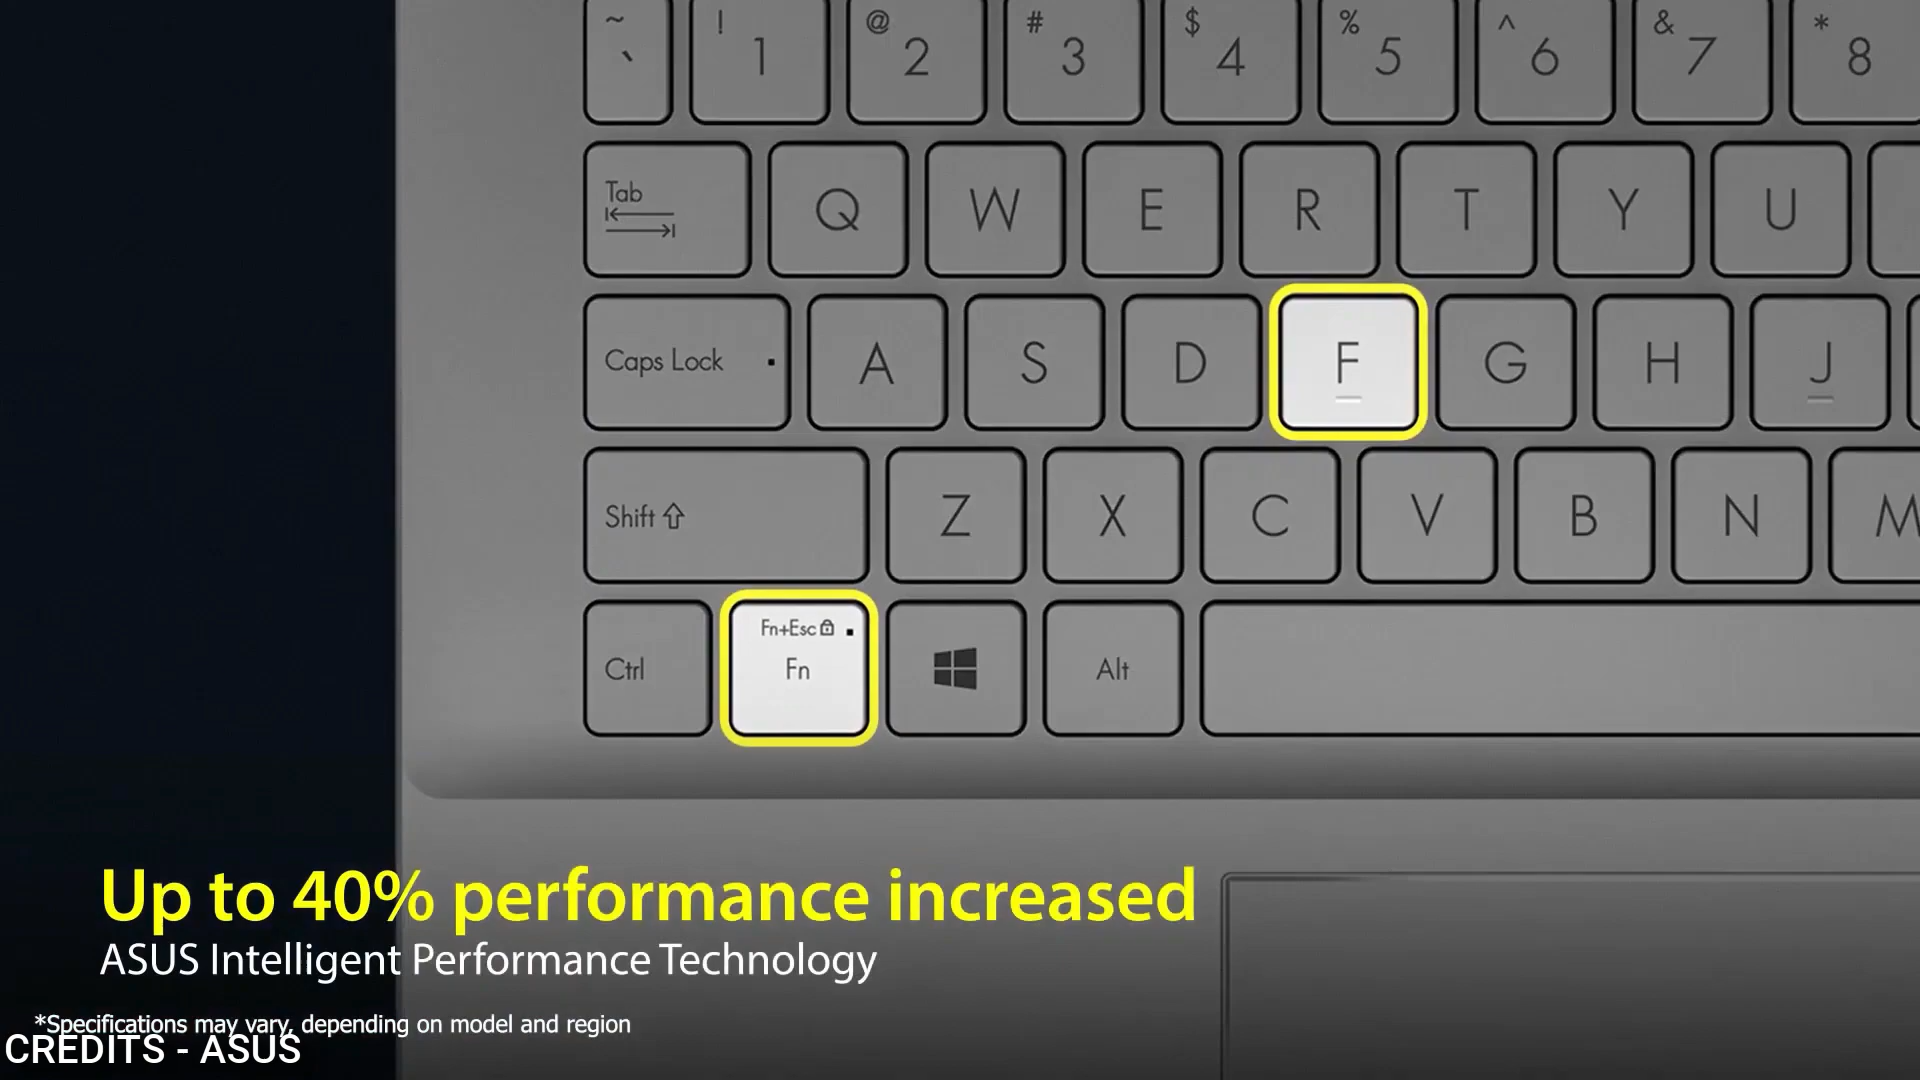 ~ ! @ # $ % ^ & *
` 1 2 3 4 5 6 7 8
Tab Q W E R T Y U
Caps Lock A S D F G H J
Shift Z X C V B N M
Fn+Esc
Ctrl Fn Alt
Up to 40% performance increased
ASUS Intelligent Performance Technology
*Specifications may vary, depending on model and region
CREDITS - ASUS